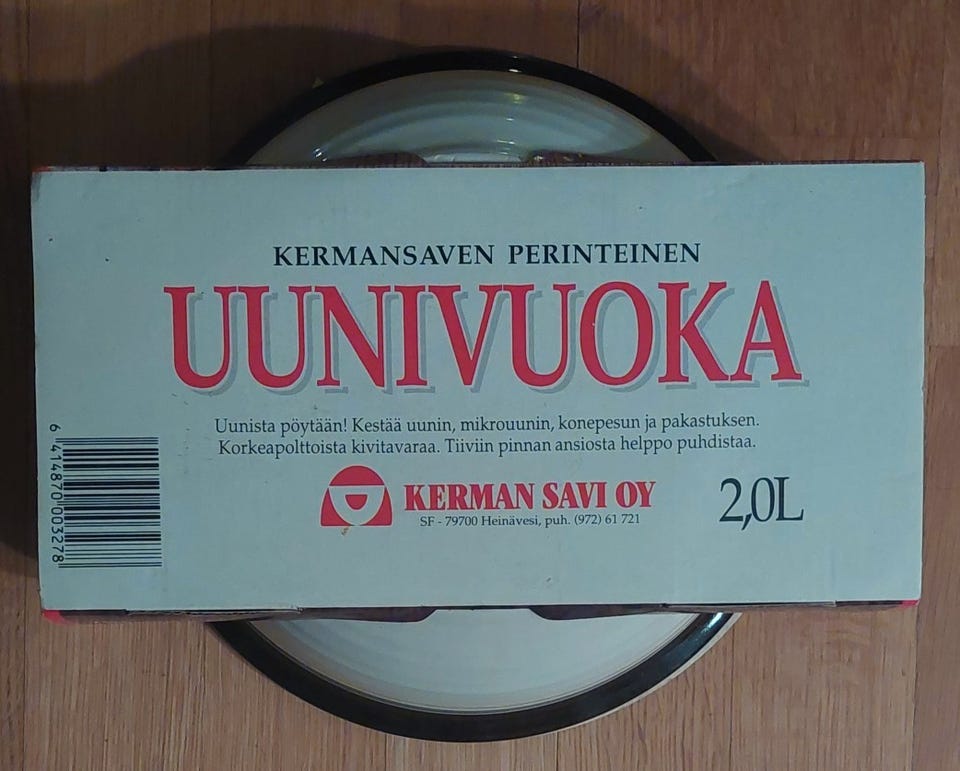 KERMANSAVEN PERINTEINEN
UUNIVUOKA
Uunista pöytään! Kestää uunin, mikrouunin, konepesun ja pakastuksen.
Korkeapolttoista kivitavaraa. Tiiviin pinnan ansiosta helppo puhdistaa.
KERMAN SAVI OY
SF - 79700 Heinävesi, puh. (972) 61 721
2,0L
6 414870 003278